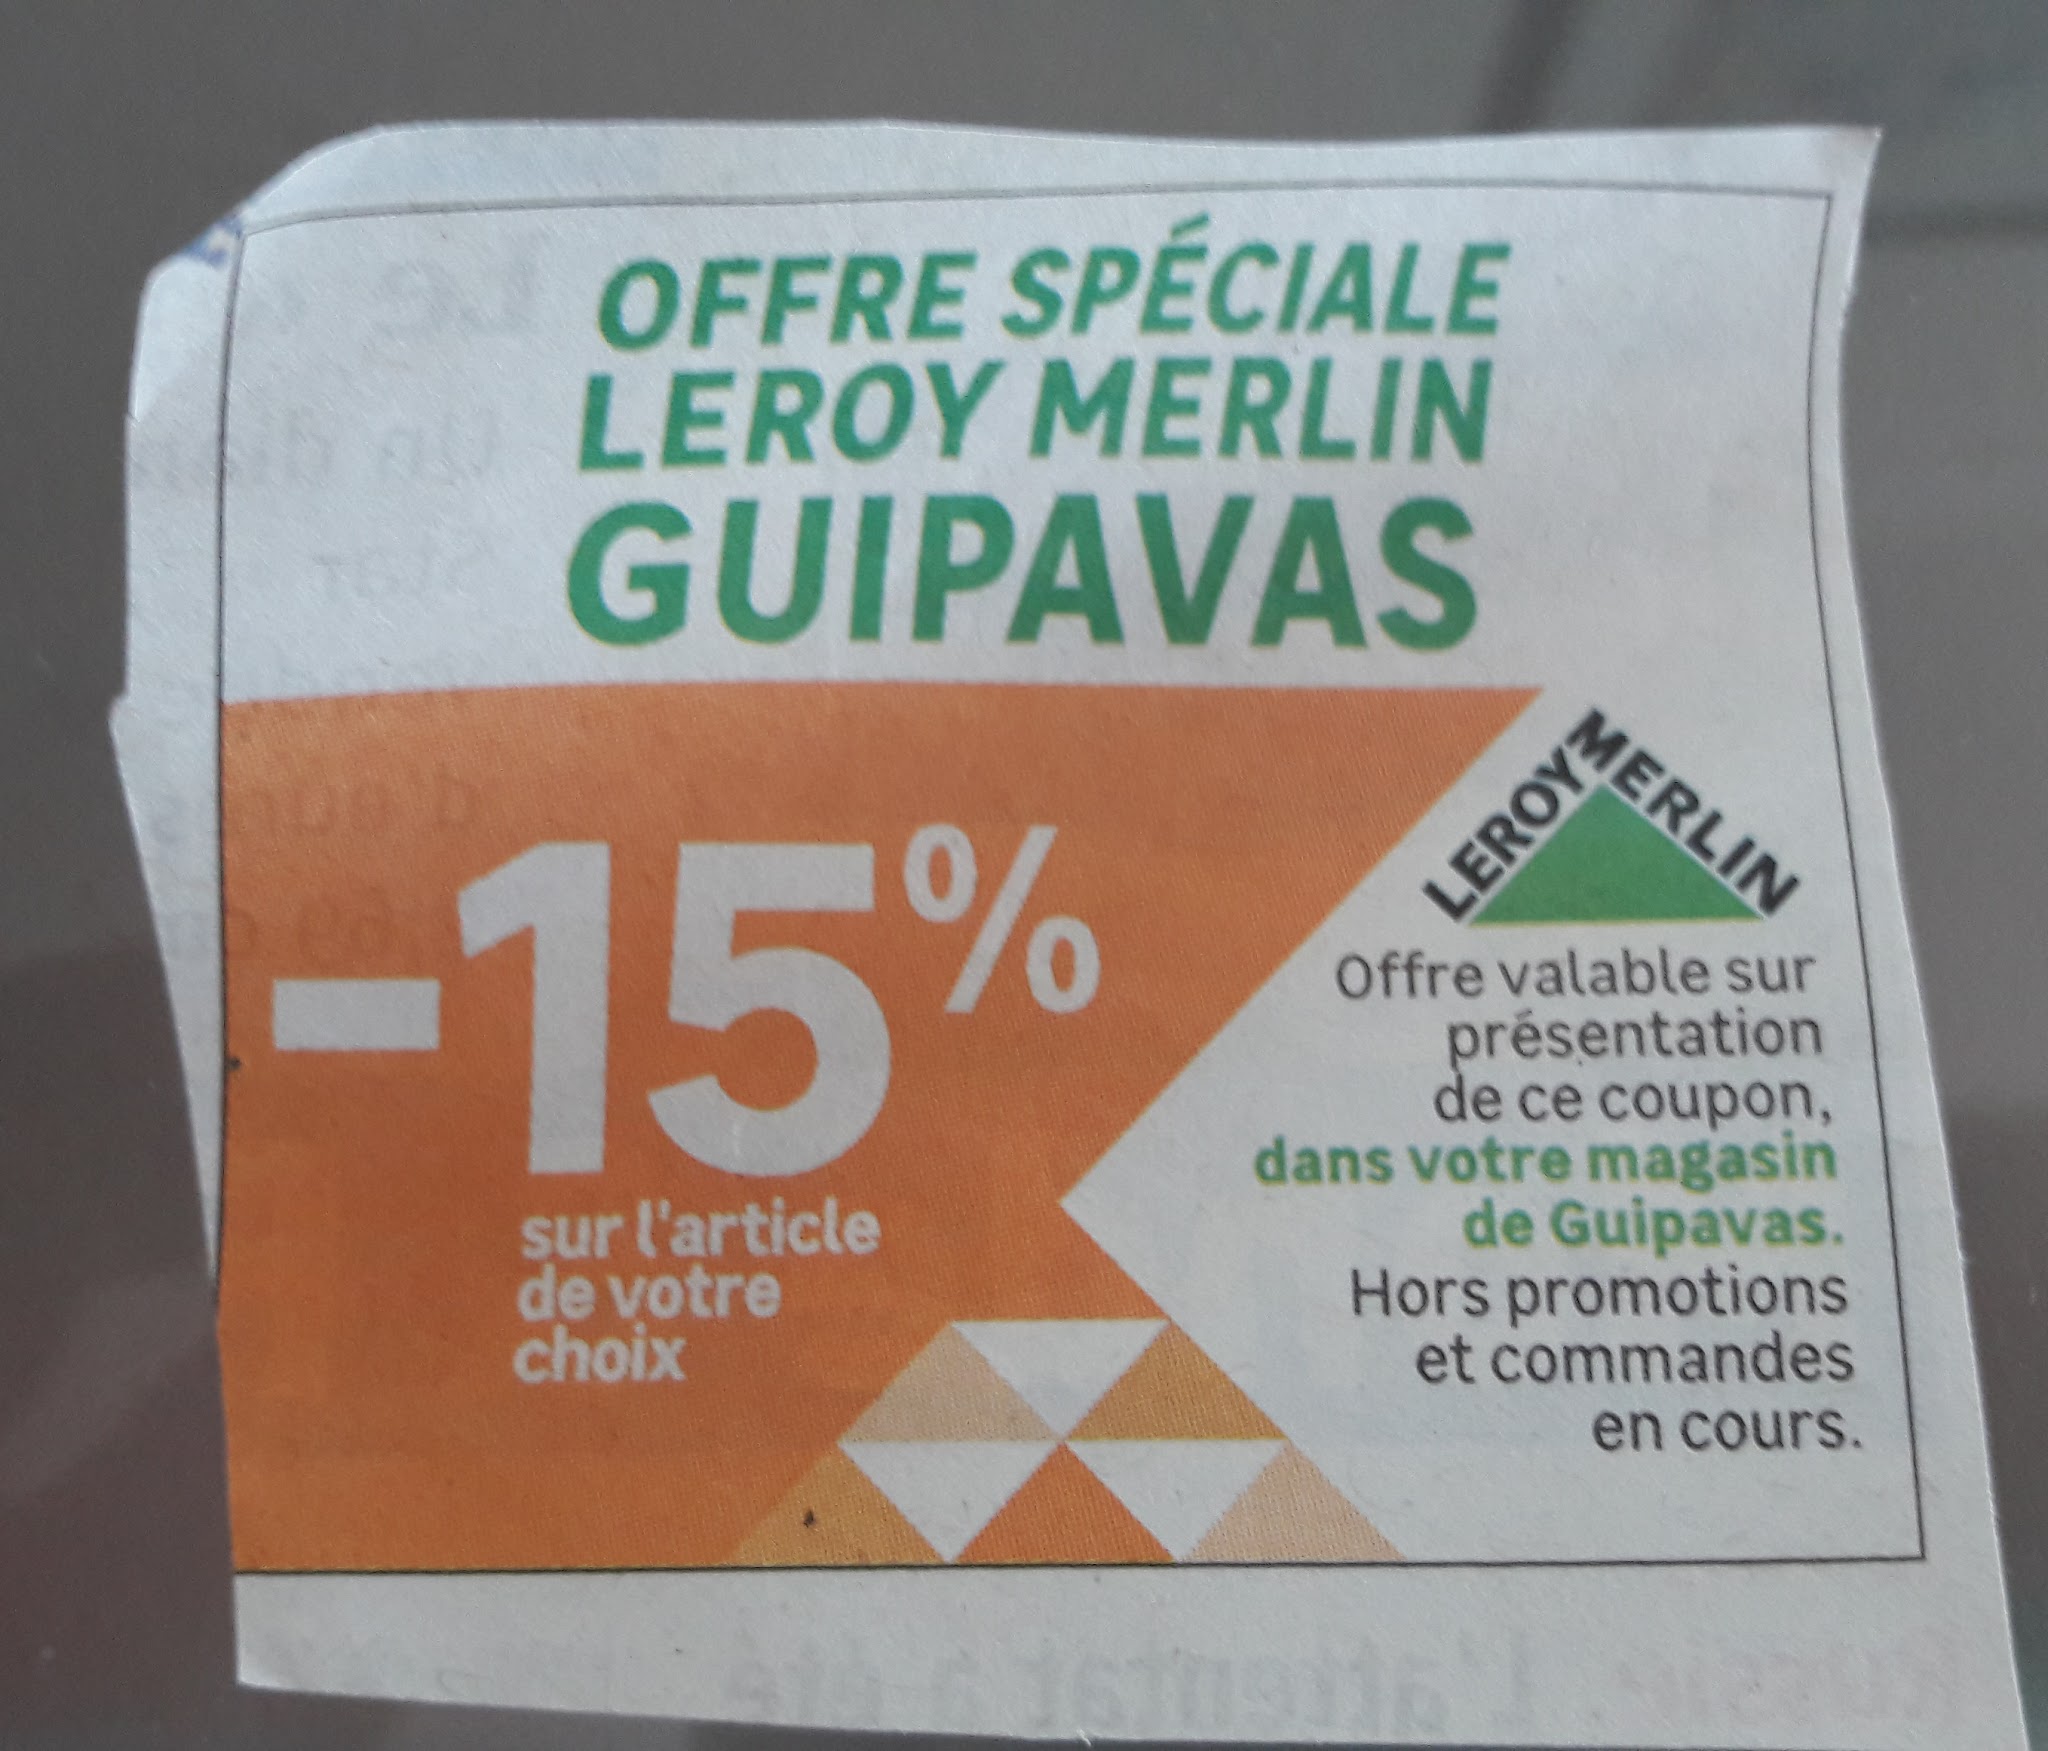 OFFRE SPÉCIALE
LEROY MERLIN
GUIPAVAS
-15%
sur l'article
de votre
choix
LEROY MERLIN
Offre valable sur
présentation
de ce coupon,
dans votre magasin
de Guipavas.
Hors promotions
et commandes
en cours.